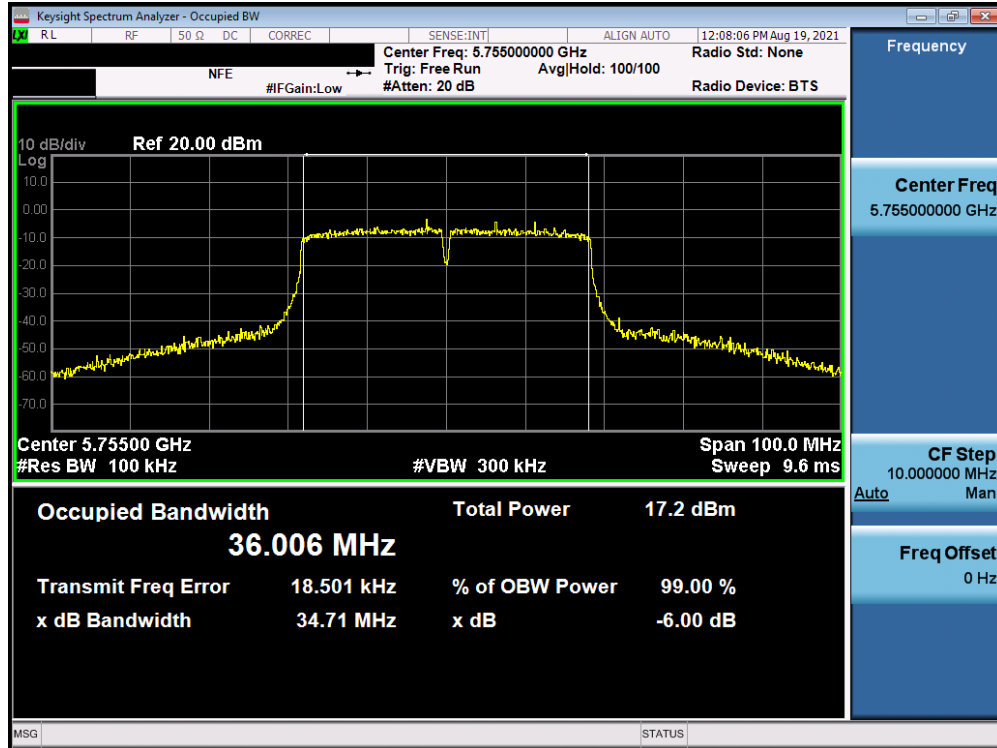 Keysight Spectrum Analyzer - Occupied BW
LXI RL RF 50 Ω DC CORREC SENSE:INT ALIGN AUTO 12:08:06 PM Aug 19, 2021
Center Freq: 5.755000000 GHz Radio Std: None
NFE Trig: Free Run Avg|Hold: 100/100
#IFGain:Low #Atten: 20 dB Radio Device: BTS
10 dB/div Ref 20.00 dBm
Log
10.0
0.00
-10.0
-20.0
-30.0
-40.0
-50.0
-60.0
-70.0
Center 5.75500 GHz Span 100.0 MHz
#Res BW 100 kHz #VBW 300 kHz Sweep 9.6 ms
Occupied Bandwidth Total Power 17.2 dBm
36.006 MHz
Transmit Freq Error 18.501 kHz % of OBW Power 99.00 %
x dB Bandwidth 34.71 MHz x dB -6.00 dB
Frequency
Center Freq
5.755000000 GHz
CF Step
10.000000 MHz
Auto Man
Freq Offset
0 Hz
MSG STATUS